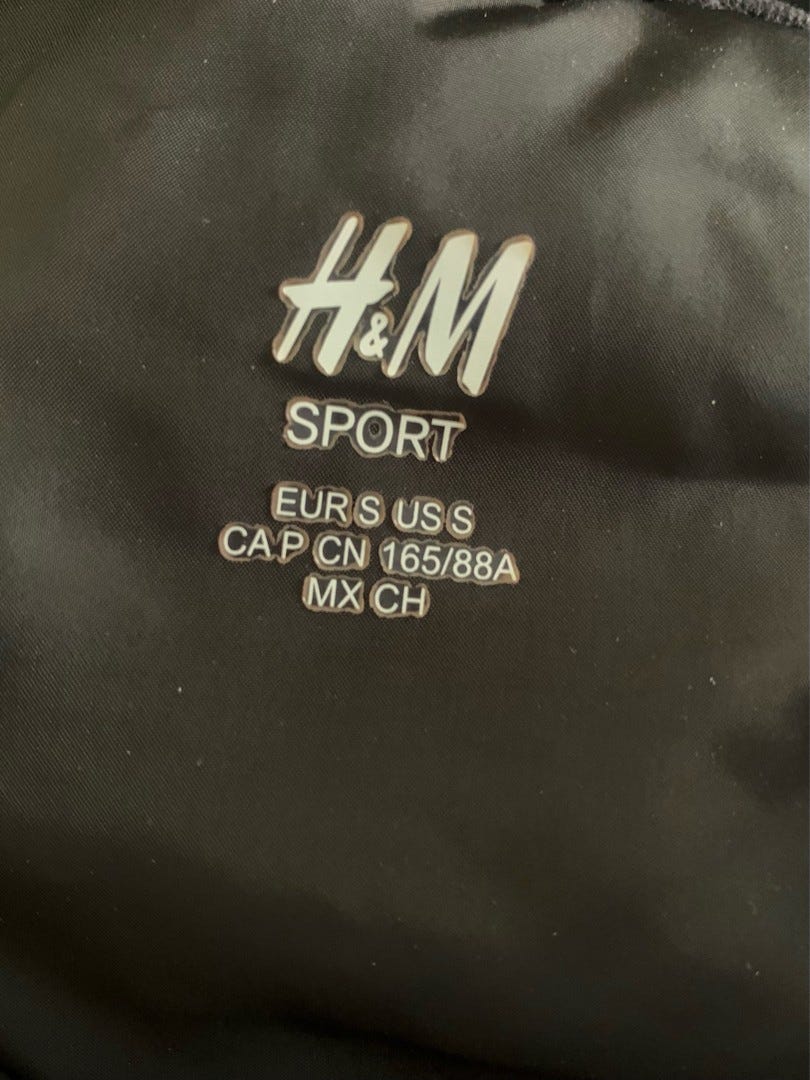 H&M
SPORT
EUR S US S
CA P CN 165/88A
MX CH